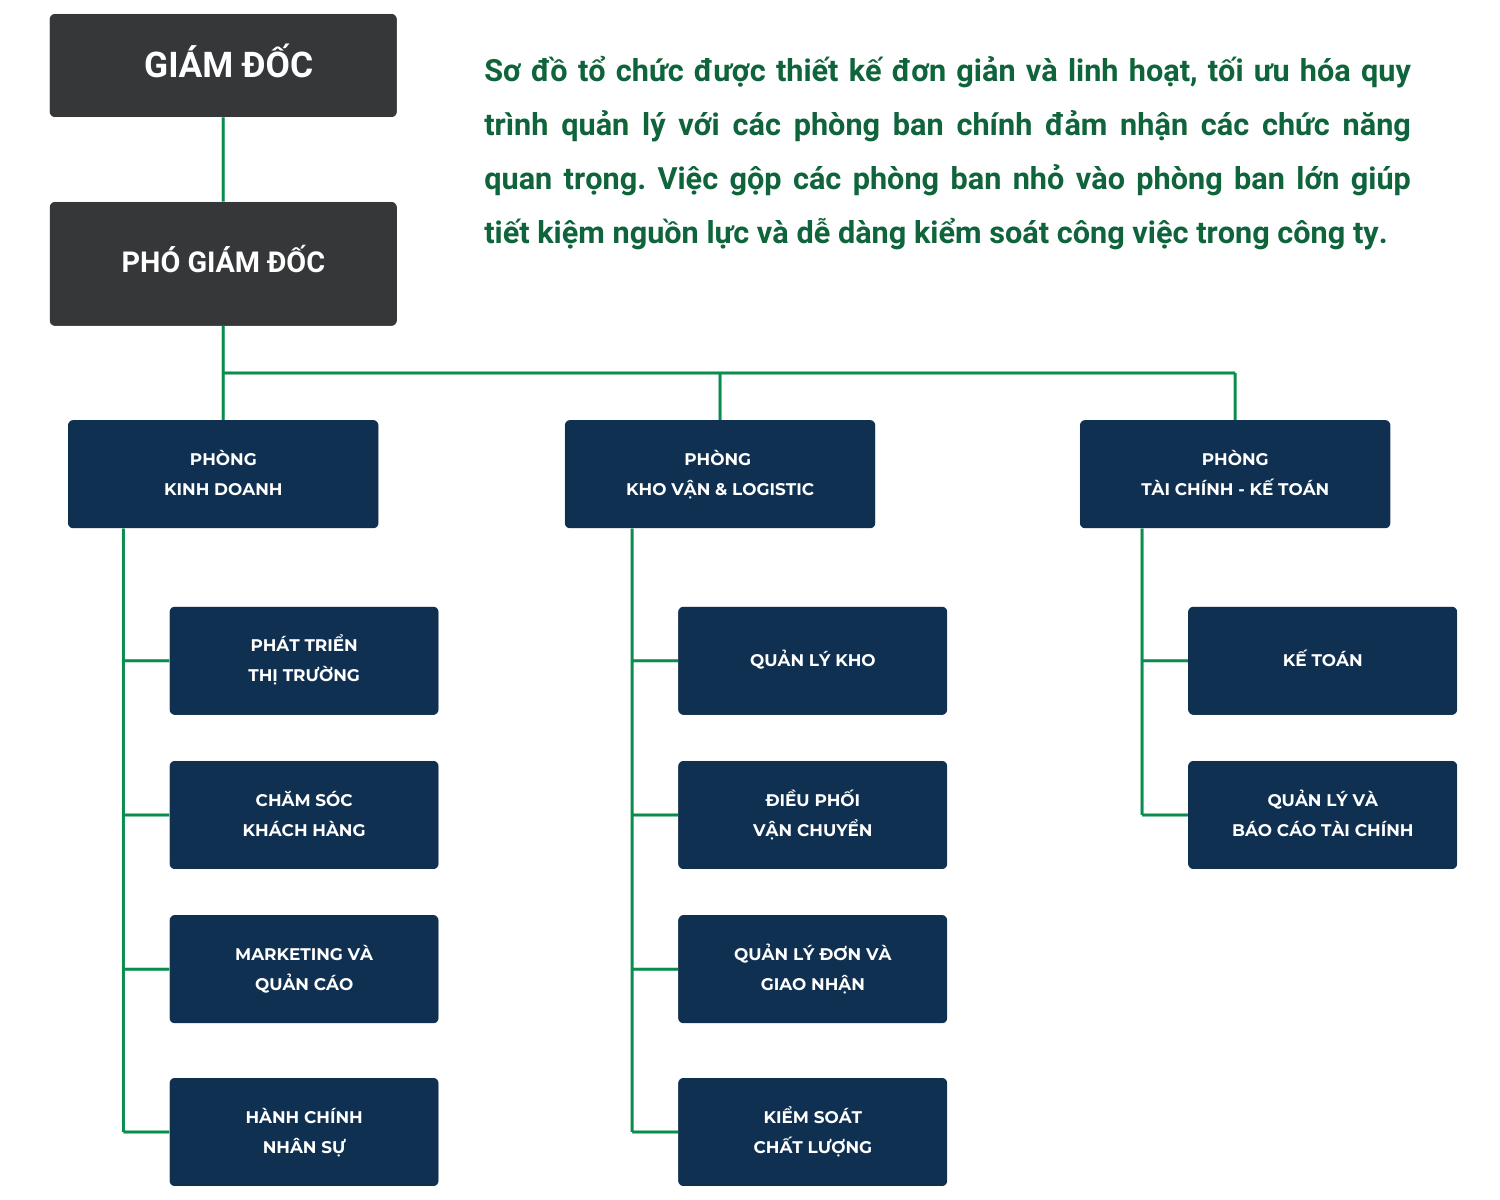 GIÁM ĐỐC
Sơ đồ tổ chức được thiết kế đơn giản và linh hoạt, tối ưu hóa quy
trình quản lý với các phòng ban chính đảm nhận các chức năng
quan trọng. Việc gộp các phòng ban nhỏ vào phòng ban lớn giúp
tiết kiệm nguồn lực và dễ dàng kiểm soát công việc trong công ty.
PHÓ GIÁM ĐỐC
PHÒNG
KINH DOANH
PHÒNG
KHO VẬN & LOGISTIC
PHÒNG
TÀI CHÍNH - KẾ TOÁN
PHÁT TRIỂN
THỊ TRƯỜNG
QUẢN LÝ KHO
KẾ TOÁN
CHĂM SÓC
KHÁCH HÀNG
ĐIỀU PHỐI
VẬN CHUYỂN
QUẢN LÝ VÀ
BÁO CÁO TÀI CHÍNH
MARKETING VÀ
QUẢN CÁO
QUẢN LÝ ĐƠN VÀ
GIAO NHẬN
HÀNH CHÍNH
NHÂN SỰ
KIỂM SOÁT
CHẤT LƯỢNG